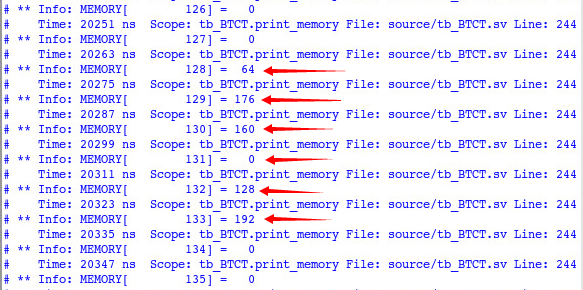 # ** Info: MEMORY[        126] =   0
#    Time: 20251 ns  Scope: tb_BTCT.print_memory File: source/tb_BTCT.sv Line: 244
# ** Info: MEMORY[        127] =   0
#    Time: 20263 ns  Scope: tb_BTCT.print_memory File: source/tb_BTCT.sv Line: 244
# ** Info: MEMORY[        128] =  64
#    Time: 20275 ns  Scope: tb_BTCT.print_memory File: source/tb_BTCT.sv Line: 244
# ** Info: MEMORY[        129] = 176
#    Time: 20287 ns  Scope: tb_BTCT.print_memory File: source/tb_BTCT.sv Line: 244
# ** Info: MEMORY[        130] = 160
#    Time: 20299 ns  Scope: tb_BTCT.print_memory File: source/tb_BTCT.sv Line: 244
# ** Info: MEMORY[        131] =   0
#    Time: 20311 ns  Scope: tb_BTCT.print_memory File: source/tb_BTCT.sv Line: 244
# ** Info: MEMORY[        132] = 128
#    Time: 20323 ns  Scope: tb_BTCT.print_memory File: source/tb_BTCT.sv Line: 244
# ** Info: MEMORY[        133] = 192
#    Time: 20335 ns  Scope: tb_BTCT.print_memory File: source/tb_BTCT.sv Line: 244
# ** Info: MEMORY[        134] =   0
#    Time: 20347 ns  Scope: tb_BTCT.print_memory File: source/tb_BTCT.sv Line: 244
# ** Info: MEMORY[        135] =   0